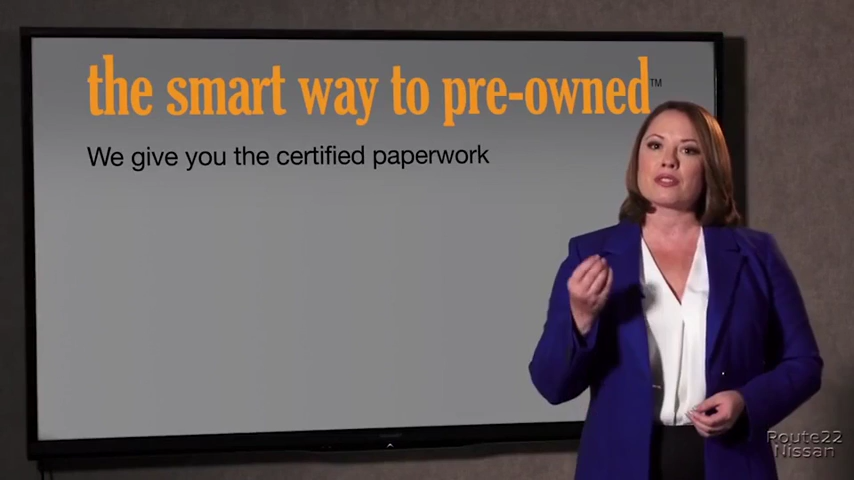 the smart way to pre-owned™
We give you the certified paperwork
Route22
Nissan